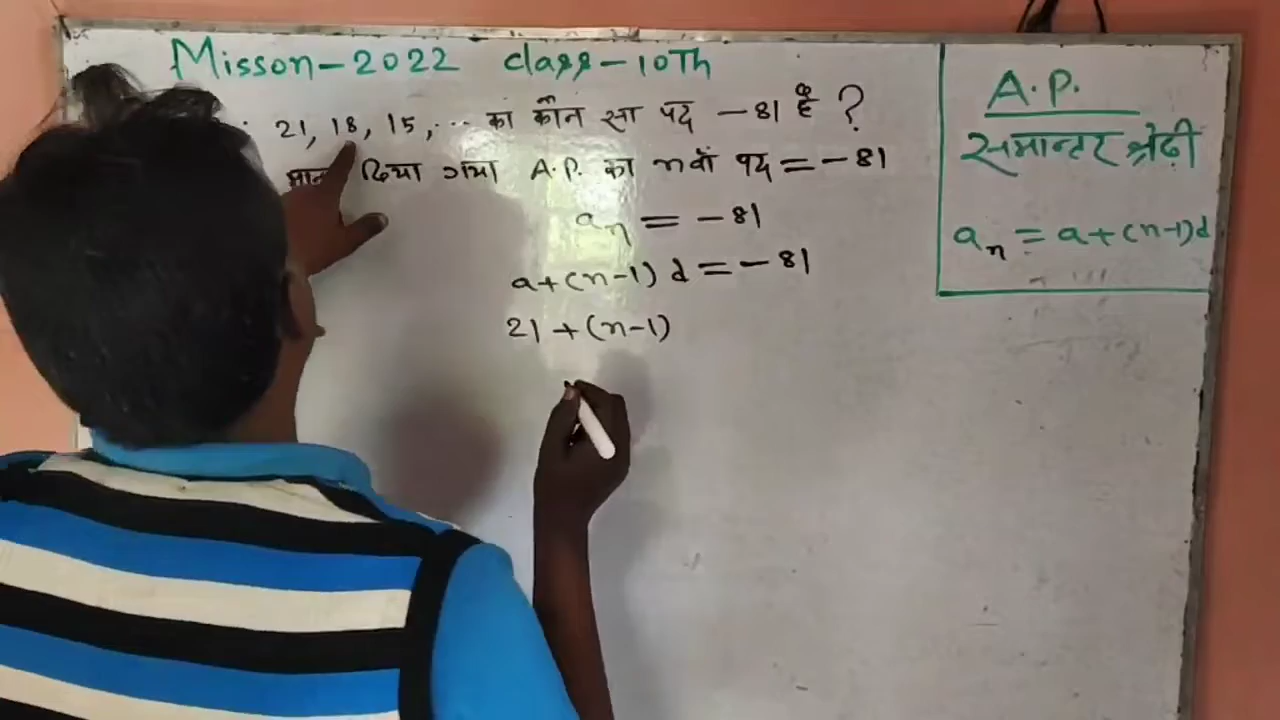 Misson-2022 class-10Th
21, 18, 15, ... का कौन सा पद -81 है ?
मान दिया गया A.P. का nवाँ पद = -81
aₙ = -81
a+(n-1) d = -81
21 +(n-1)
A.P.
समान्तर श्रेढ़ी
aₙ = a+(n-1)d